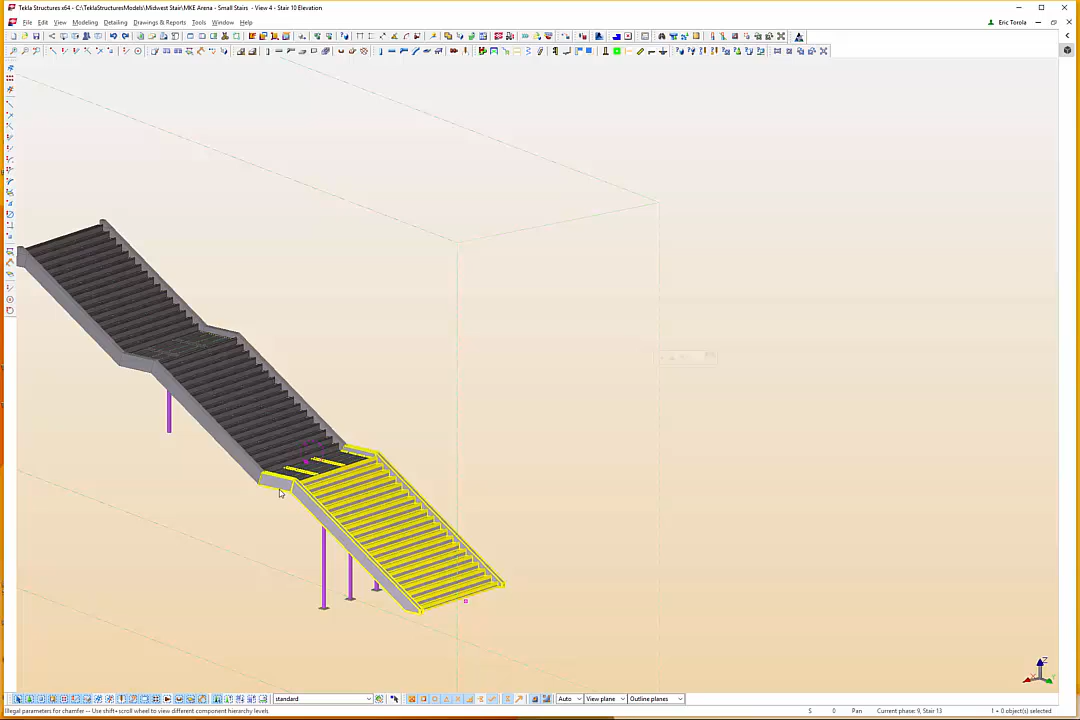 Tekla Structures x64 - C:\TeklaStructuresModels\Midwest Stair\MKE Arena - Small Stairs - View 4 - Stair 10 Elevation
File Edit View Modeling Detailing Drawings & Reports Tools Window Help
Eric Torola
standard
Auto
View plane
Outline planes
Illegal parameters for chamfer -- Use shift+scroll wheel to view different component hierarchy levels.
S 0 Pan Current phase: 9, Stair 13 1 + 0 object(s) selected
Z